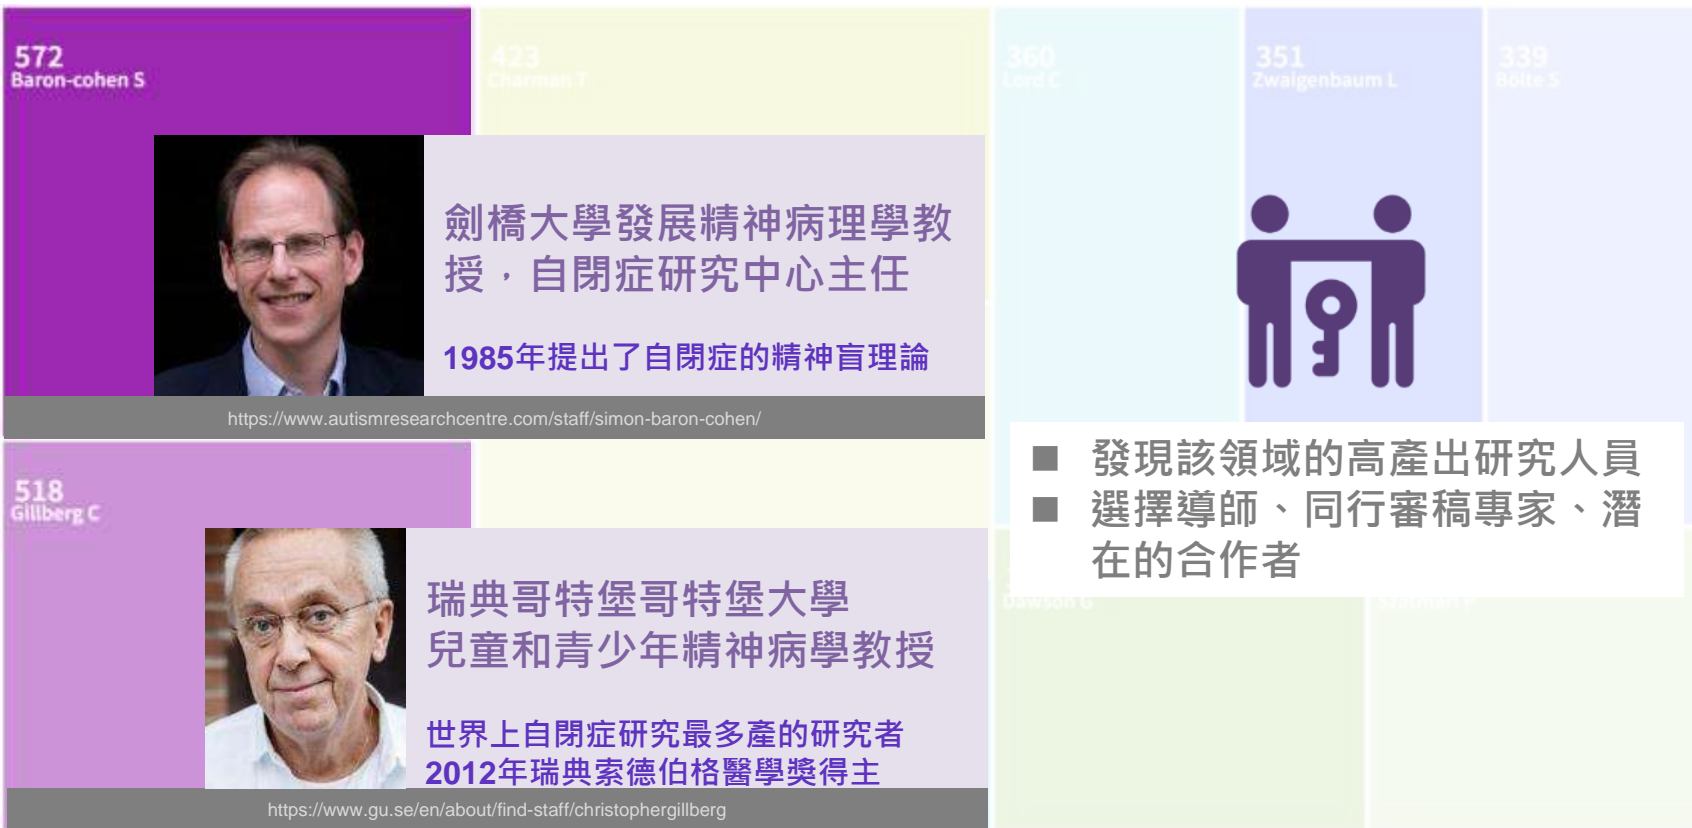 572
Baron-cohen S
423
Charman T
360
Lord C
351
Zwaigenbaum L
339
Bölte S
劍橋大學發展精神病理學教
授，自閉症研究中心主任
1985年提出了自閉症的精神盲理論
https://www.autismresearchcentre.com/staff/simon-baron-cohen/
518
Gillberg C
瑞典哥特堡哥特堡大學
兒童和青少年精神病學教授
世界上自閉症研究最多產的研究者
2012年瑞典索德伯格醫學獎得主
https://www.gu.se/en/about/find-staff/christophergillberg
■ 發現該領域的高產出研究人員
■ 選擇導師、同行審稿專家、潛
在的合作者
Dawson G